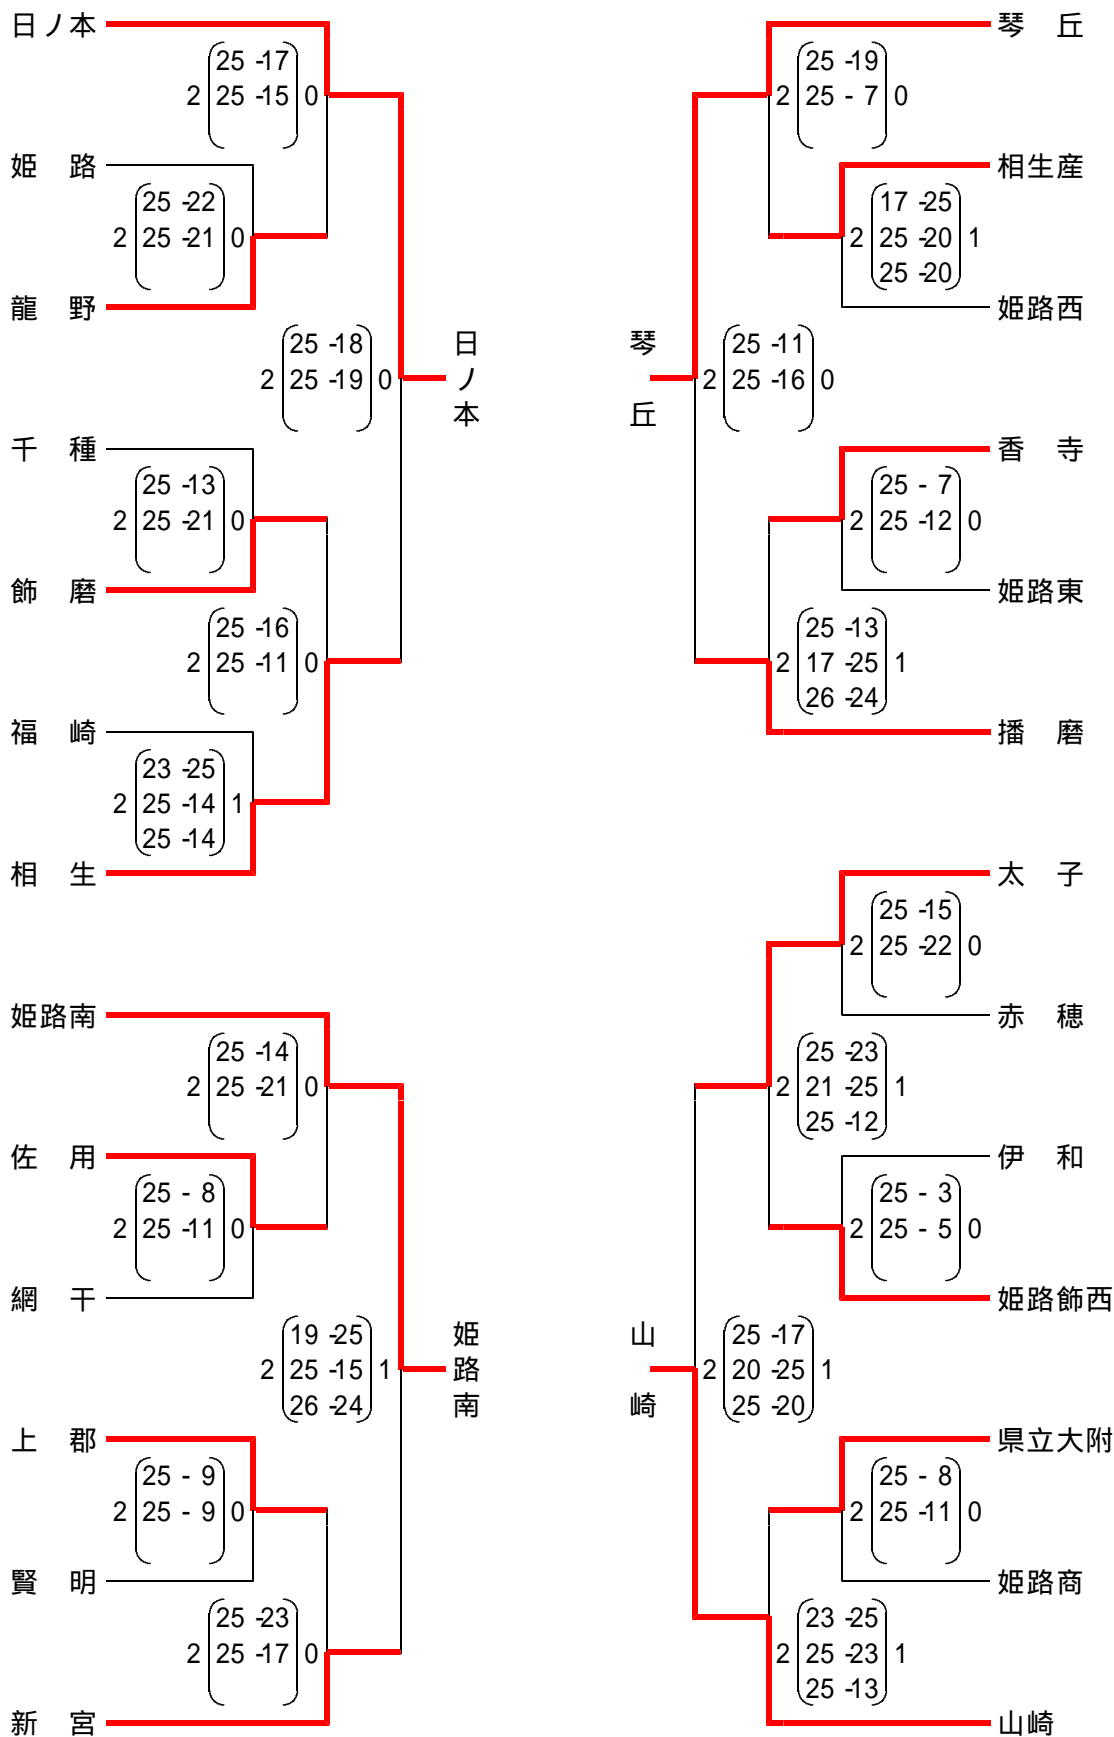 日ノ本
25 -17
2 25 -15 0
姫 路
25 -22
2 25 -21 0
龍 野
25 -18
2 25 -19 0
日ノ本
千 種
25 -13
2 25 -21 0
飾 磨
25 -16
2 25 -11 0
福 崎
23 -25
2 25 -14 1
25 -14
相 生
姫路南
25 -14
2 25 -21 0
佐 用
25 - 8
2 25 -11 0
網 干
19 -25
2 25 -15 1
26 -24
姫路南
上 郡
25 - 9
2 25 - 9 0
賢 明
25 -23
2 25 -17 0
新 宮
琴 丘
25 -19
2 25 - 7 0
相生産
17 -25
2 25 -20 1
25 -20
姫路西
琴丘
25 -11
2 25 -16 0
香 寺
25 - 7
2 25 -12 0
姫路東
25 -13
2 17 -25 1
26 -24
播 磨
太 子
25 -15
2 25 -22 0
赤 穂
25 -23
2 21 -25 1
25 -12
伊 和
25 - 3
2 25 - 5 0
姫路飾西
山崎
25 -17
2 20 -25 1
25 -20
県立大附
25 - 8
2 25 -11 0
姫路商
23 -25
2 25 -23 1
25 -13
山崎